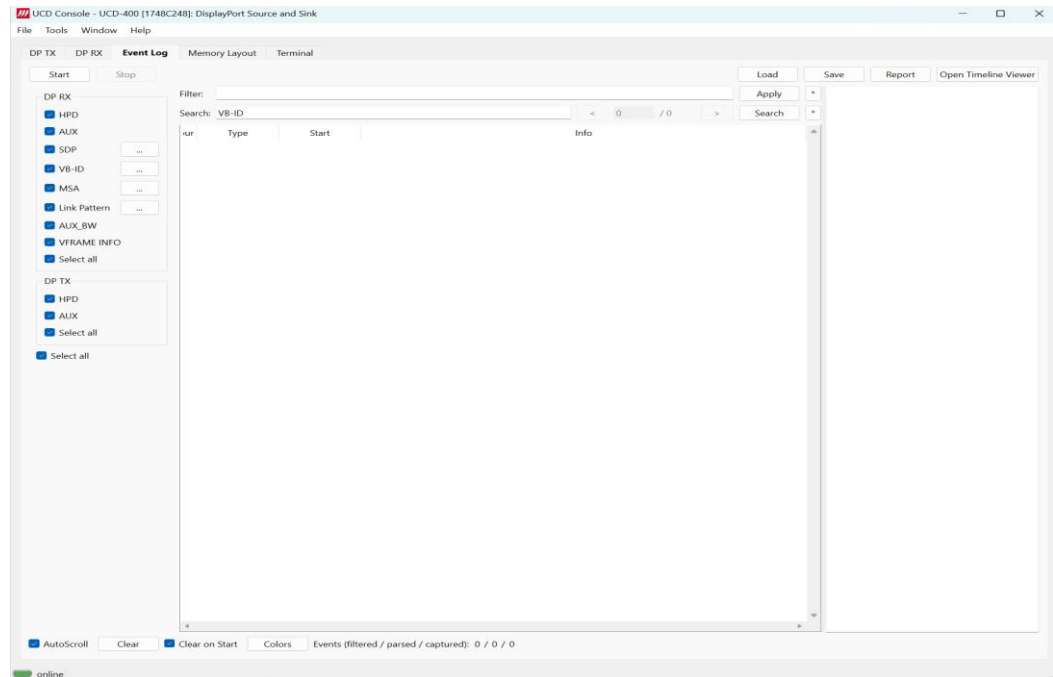 UCD Console - UCD-400 [1748C248]: DisplayPort Source and Sink
File Tools Window Help
DP TX DP RX Event Log Memory Layout Terminal
Start Stop Load Save Report Open Timeline Viewer
DP RX
HPD
AUX
SDP ...
VB-ID ...
MSA ...
Link Pattern ...
AUX_BW
VFRAME INFO
Select all
DP TX
HPD
AUX
Select all
Select all
Filter: Apply
Search: VB-ID < 0 / 0 > Search
ur Type Start Info
AutoScroll Clear Clear on Start Colors Events (filtered / parsed / captured): 0 / 0 / 0
online